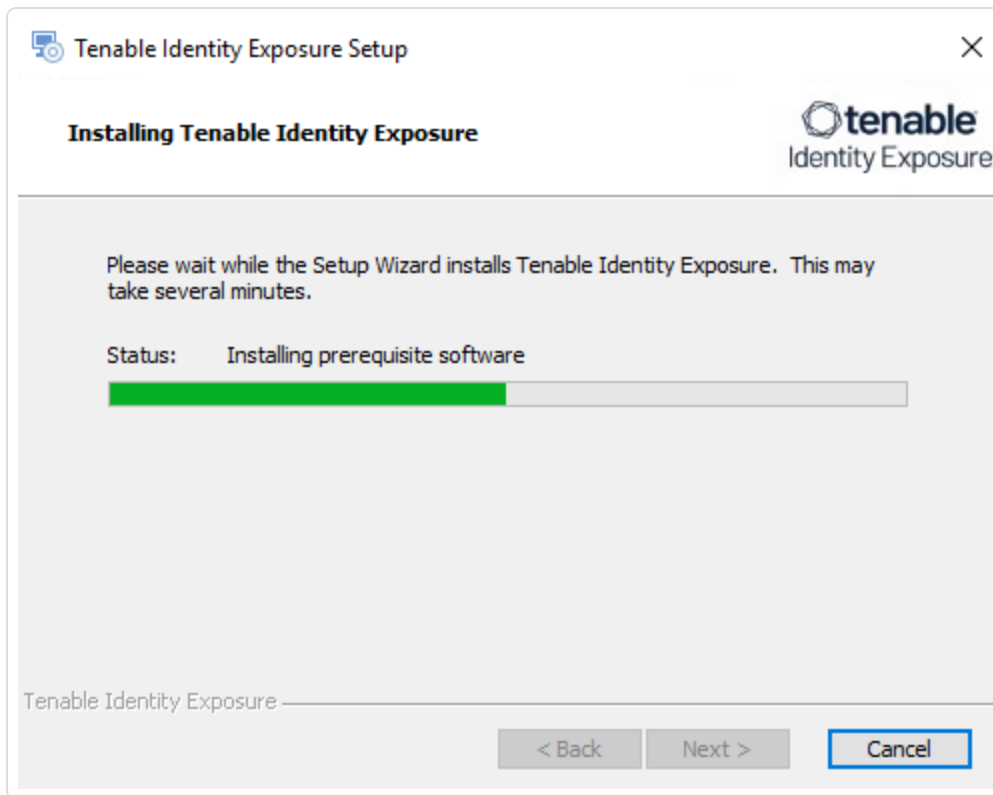 Tenable Identity Exposure Setup
Installing Tenable Identity Exposure
tenable
Identity Exposure
Please wait while the Setup Wizard installs Tenable Identity Exposure. This may
take several minutes.
Status: Installing prerequisite software
Tenable Identity Exposure
< Back Next > Cancel